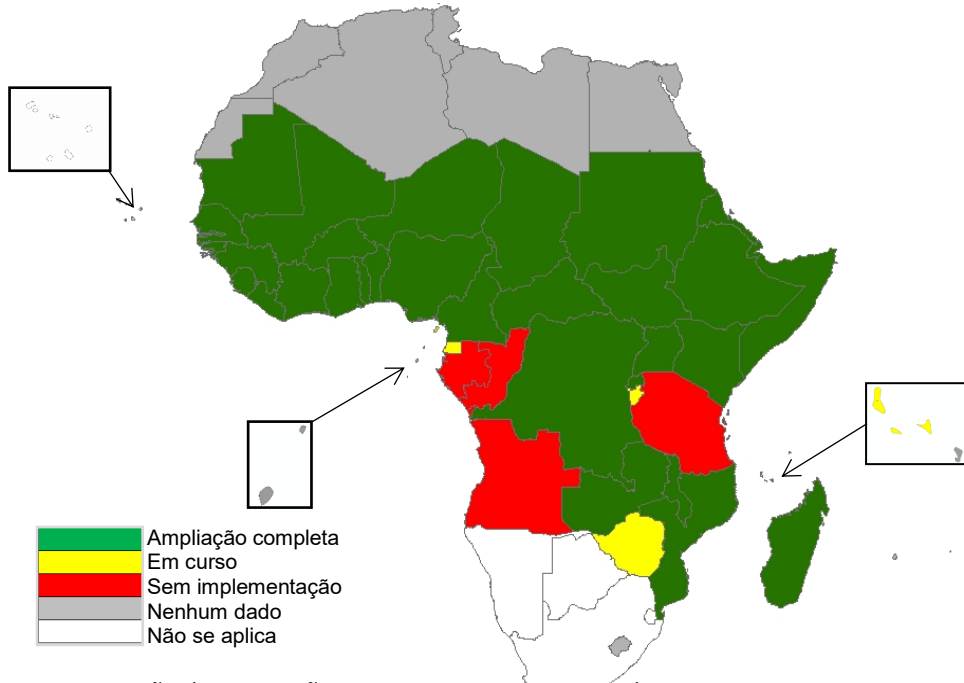 Ampliação completa
Em curso
Sem implementação
Nenhum dado
Não se aplica